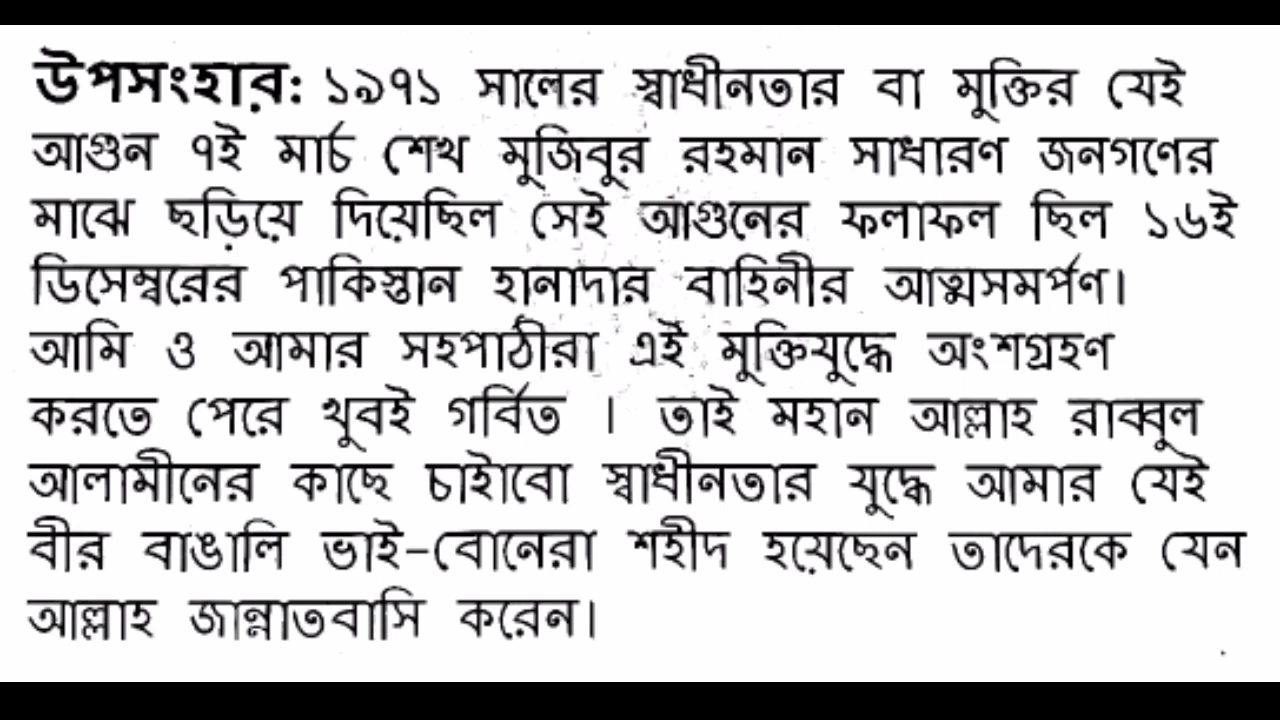 উপসংহার: ১৯৭১ সালের স্বাধীনতার বা মুক্তির যেই
আগুন ৭ই মার্চ শেখ মুজিবুর রহমান সাধারণ জনগণের
মাঝে ছড়িয়ে দিয়েছিল সেই আগুনের ফলাফল ছিল ১৬ই
ডিসেম্বরের পাকিস্তান হানাদার বাহিনীর আত্মসমর্পণ।
আমি ও আমার সহপাঠীরা এই মুক্তিযুদ্ধে অংশগ্রহণ
করতে পেরে খুবই গর্বিত । তাই মহান আল্লাহ রাব্বুল
আলামীনের কাছে চাইাবো স্বাধীনতার যুদ্ধে আমার যেই
বীর বাঙালি ভাই-বোনেরা শহীদ হয়েছেন তাদেরকে যেন
আল্লাহ জান্নাতবাসি করেন।